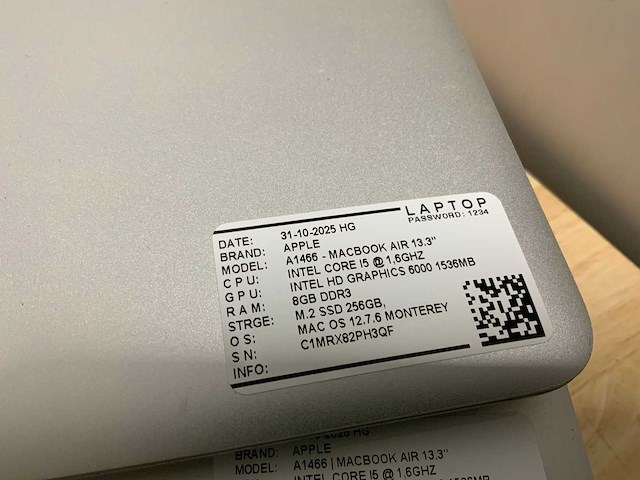 LAPTOP
PASSWORD: 1234
DATE: 31-10-2025 HG
BRAND: APPLE
MODEL: A1466 - MACBOOK AIR 13.3"
CPU: INTEL CORE I5 @ 1,6GHZ
GPU: INTEL HD GRAPHICS 6000 1536MB
RAM: 8GB DDR3
STRGE: M.2 SSD 256GB,
OS: MAC OS 12.7.6 MONTEREY
SN: C1MRX82PH3QF
INFO:
2025 HG
BRAND: APPLE
MODEL: A1466 | MACBOOK AIR 13.3"
INTEL CORE I5 @ 1,6GHZ
1536MB